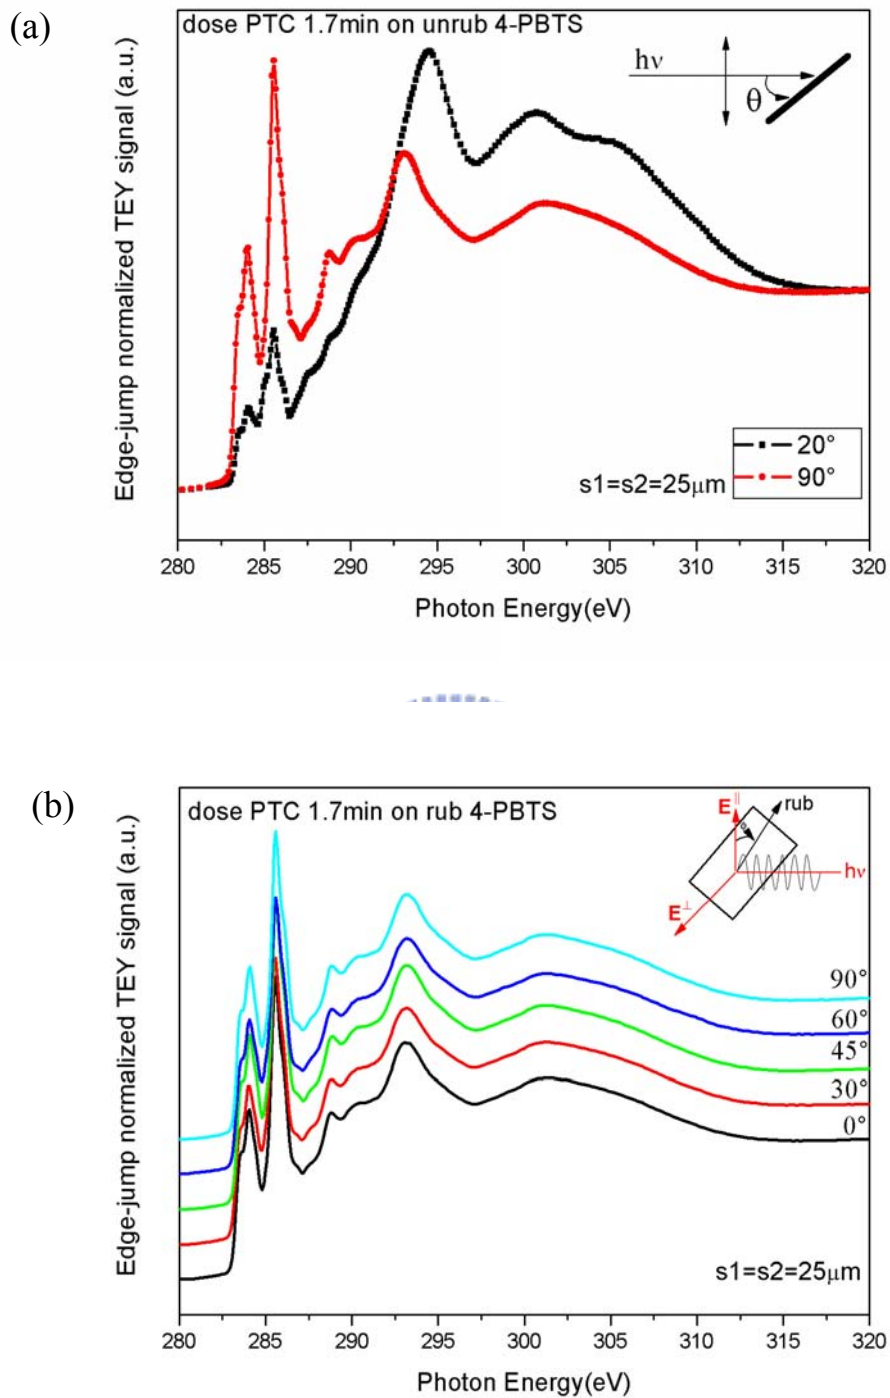 (a)
dose PTC 1.7min on unrub 4-PBTS
hν
θ
Edge-jump normalized TEY signal (a.u.)
20°
90°
s1=s2=25μm
280 285 290 295 300 305 310 315 320
Photon Energy(eV)
(b)
dose PTC 1.7min on rub 4-PBTS
E||
rub
hν
E⊥
Edge-jump normalized TEY signal (a.u.)
90°
60°
45°
30°
0°
s1=s2=25μm
280 285 290 295 300 305 310 315 320
Photon Energy(eV)